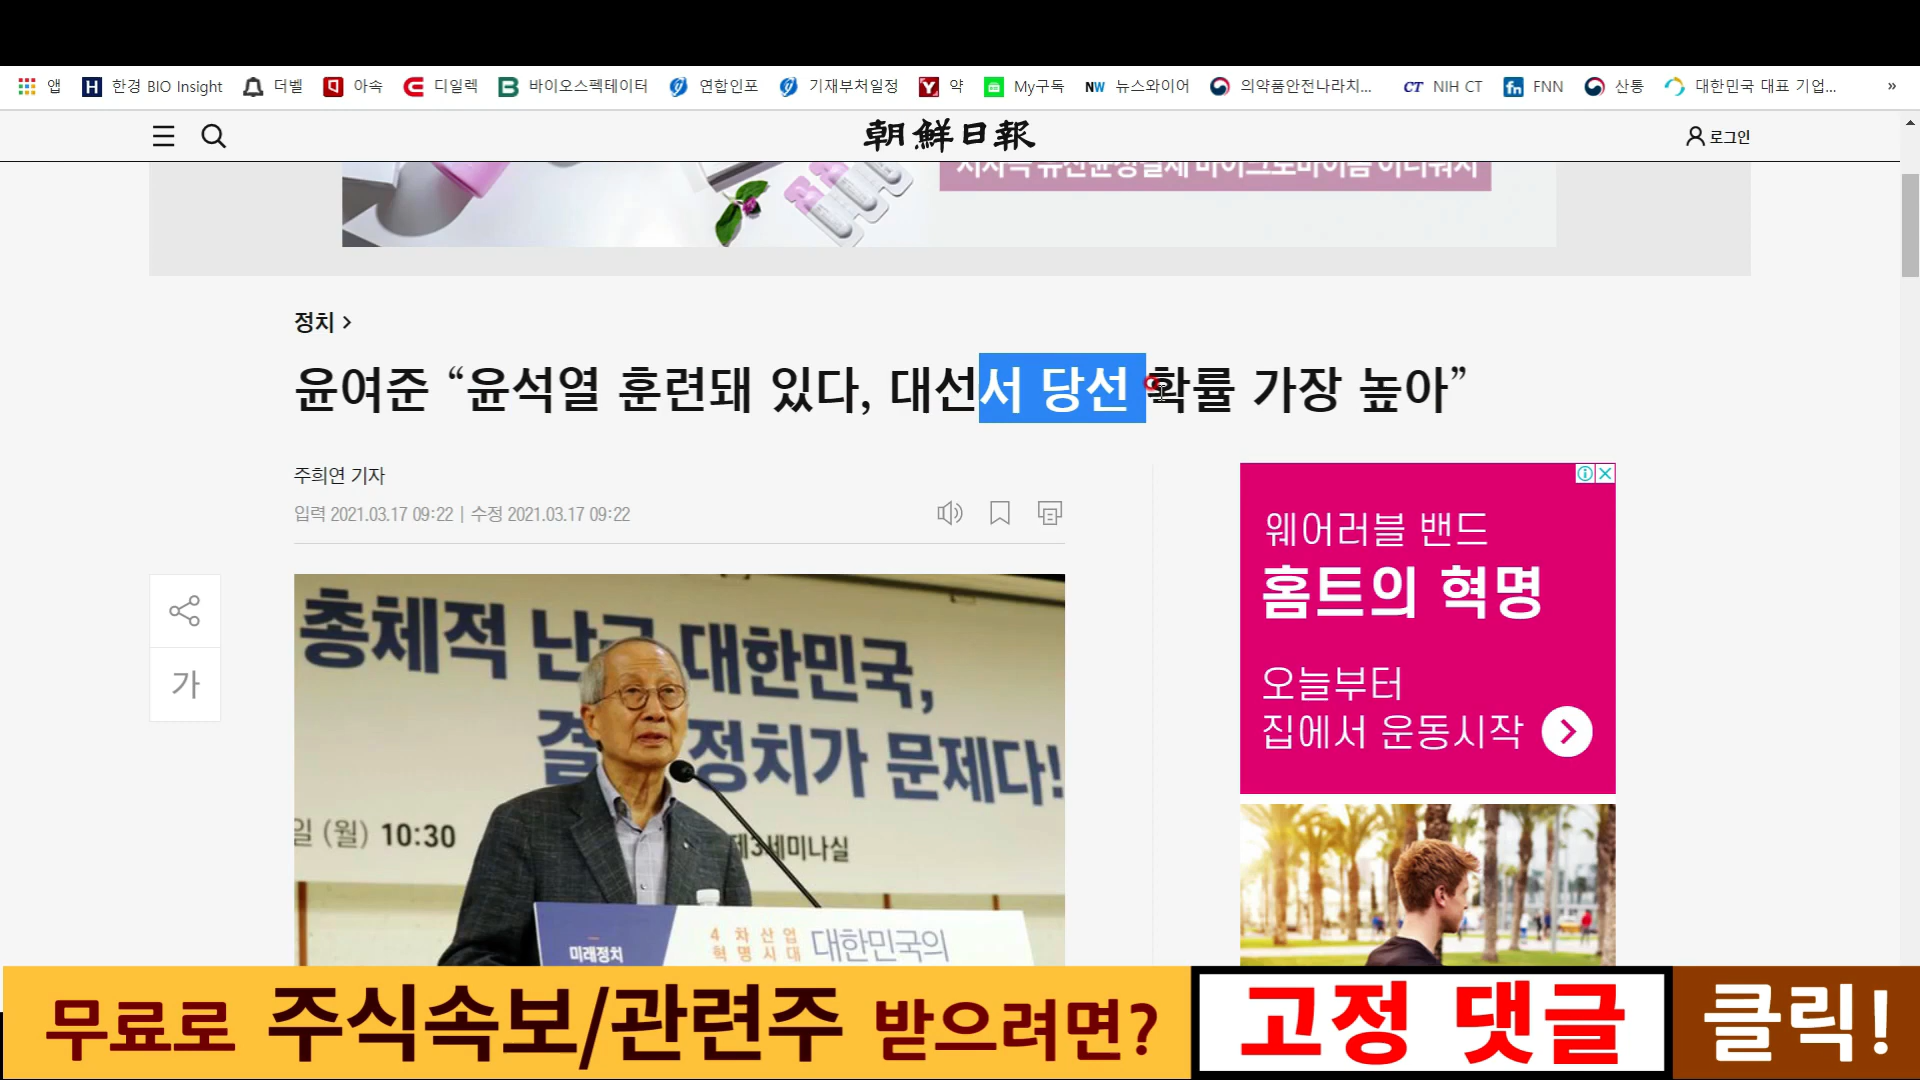 앱 한경 BIO Insight 더벨 아속 디일렉 바이오스펙테이터 연합인포 기재부처일정 약 My구독 NW 뉴스와이어 의약품안전나라치... CT NIH CT fn FNN 산통 대한민국 대표 기업... »
朝鮮日報
로그인
정치 >
윤여준 “윤석열 훈련돼 있다, 대선서 당선 확률 가장 높아”
주희연 기자
입력 2021.03.17 09:22 | 수정 2021.03.17 09:22
가
총체적 난국 대한민국,
정치가 문제다!
일 (월) 10:30
제3세미나실
미래정치
4차 산업
혁명시대
대한민국의
웨어러블 밴드
홈트의 혁명
오늘부터
집에서 운동시작
무료로 주식속보/관련주 받으려면?
고정 댓글
클릭!